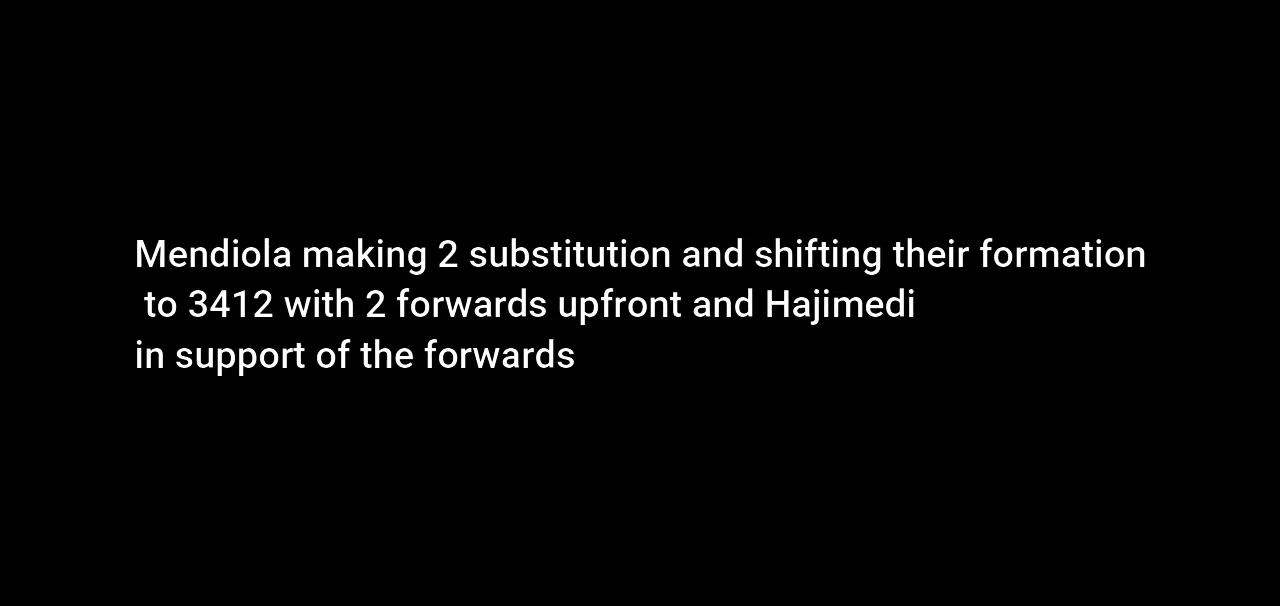 Mendiola making 2 substitution and shifting their formation
to 3412 with 2 forwards upfront and Hajimedi
in support of the forwards